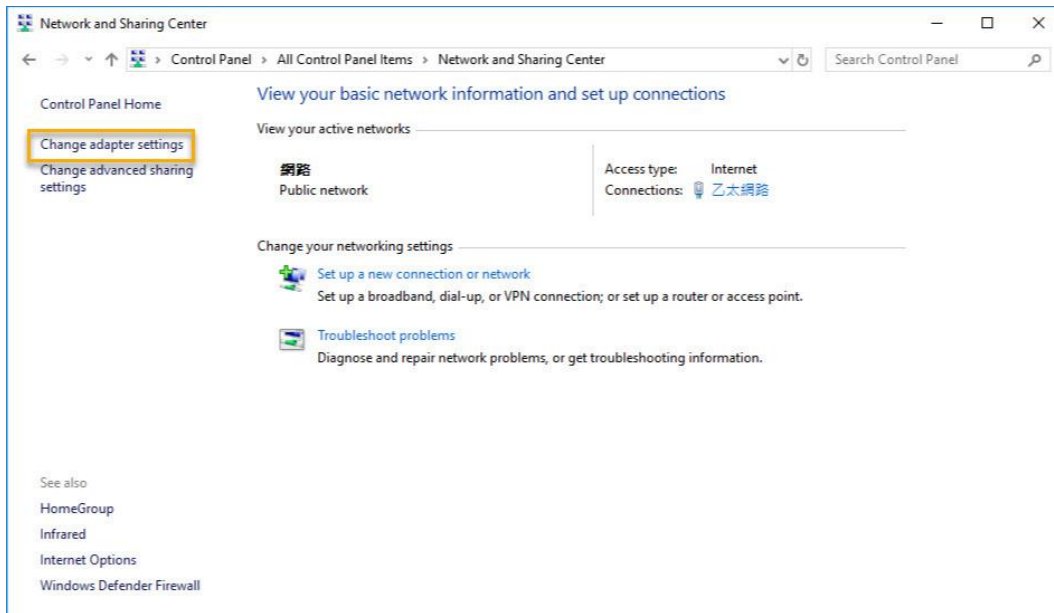 Network and Sharing Center
Control Panel > All Control Panel Items > Network and Sharing Center
Search Control Panel
Control Panel Home
Change adapter settings
Change advanced sharing
settings
View your basic network information and set up connections
View your active networks
網路
Public network
Access type: Internet
Connections: 乙太網路
Change your networking settings
Set up a new connection or network
Set up a broadband, dial-up, or VPN connection; or set up a router or access point.
Troubleshoot problems
Diagnose and repair network problems, or get troubleshooting information.
See also
HomeGroup
Infrared
Internet Options
Windows Defender Firewall